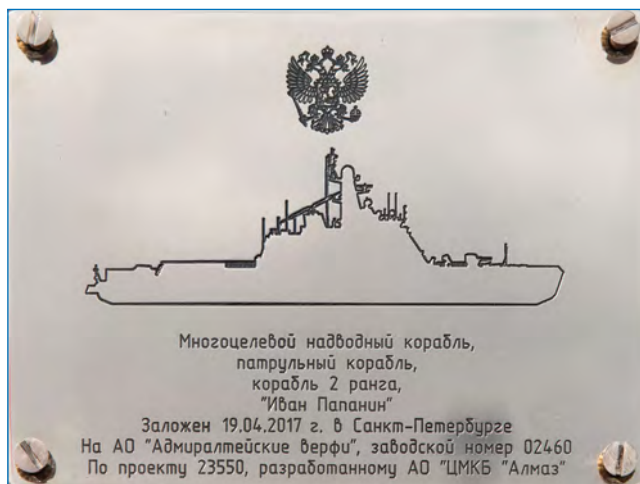 Многоцелевой надводный корабль,
патрульный корабль,
корабль 2 ранга,
"Иван Папанин"
Заложен 19.04.2017 г. в Санкт-Петербурге
На АО "Адмиралтейские верфи", заводской номер 02460
По проекту 23550, разработанному АО "ЦМКБ "Алмаз"